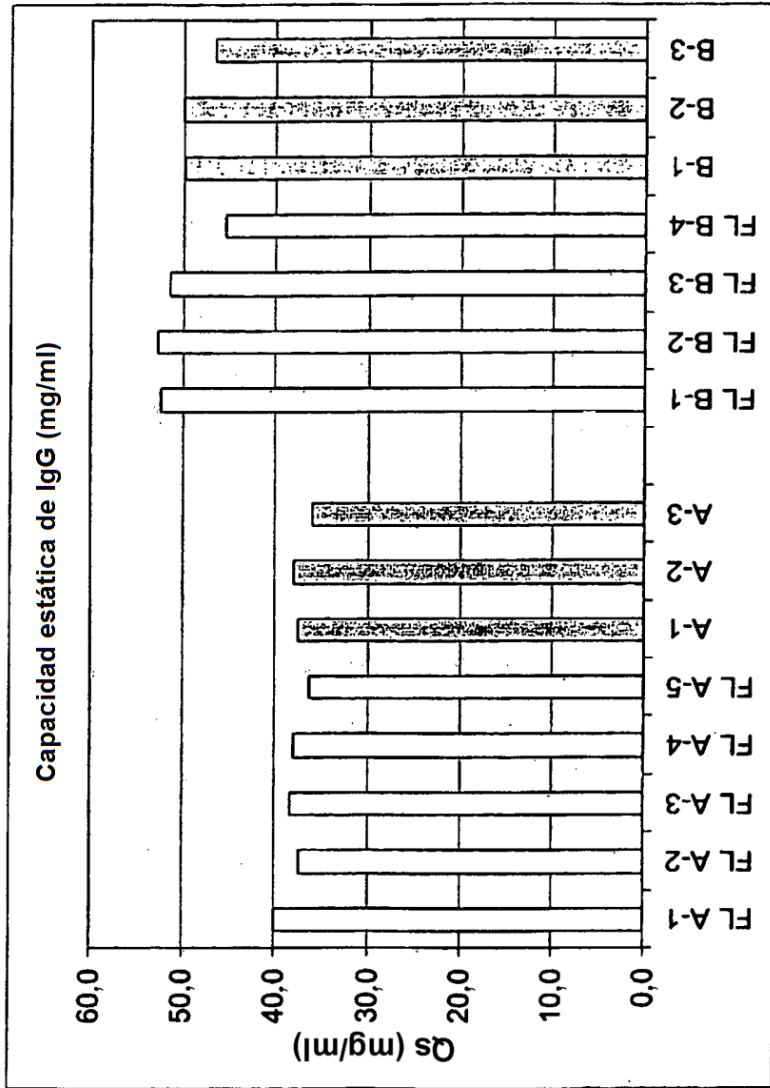 Capacidad estática de IgG (mg/ml)
Qs (mg/ml)
60,0
50,0
40,0
30,0
20,0
10,0
0,0
FL A-1
FL A-2
FL A-3
FL A-4
FL A-5
A-1
A-2
A-3
FL B-1
FL B-2
FL B-3
FL B-4
B-1
B-2
B-3